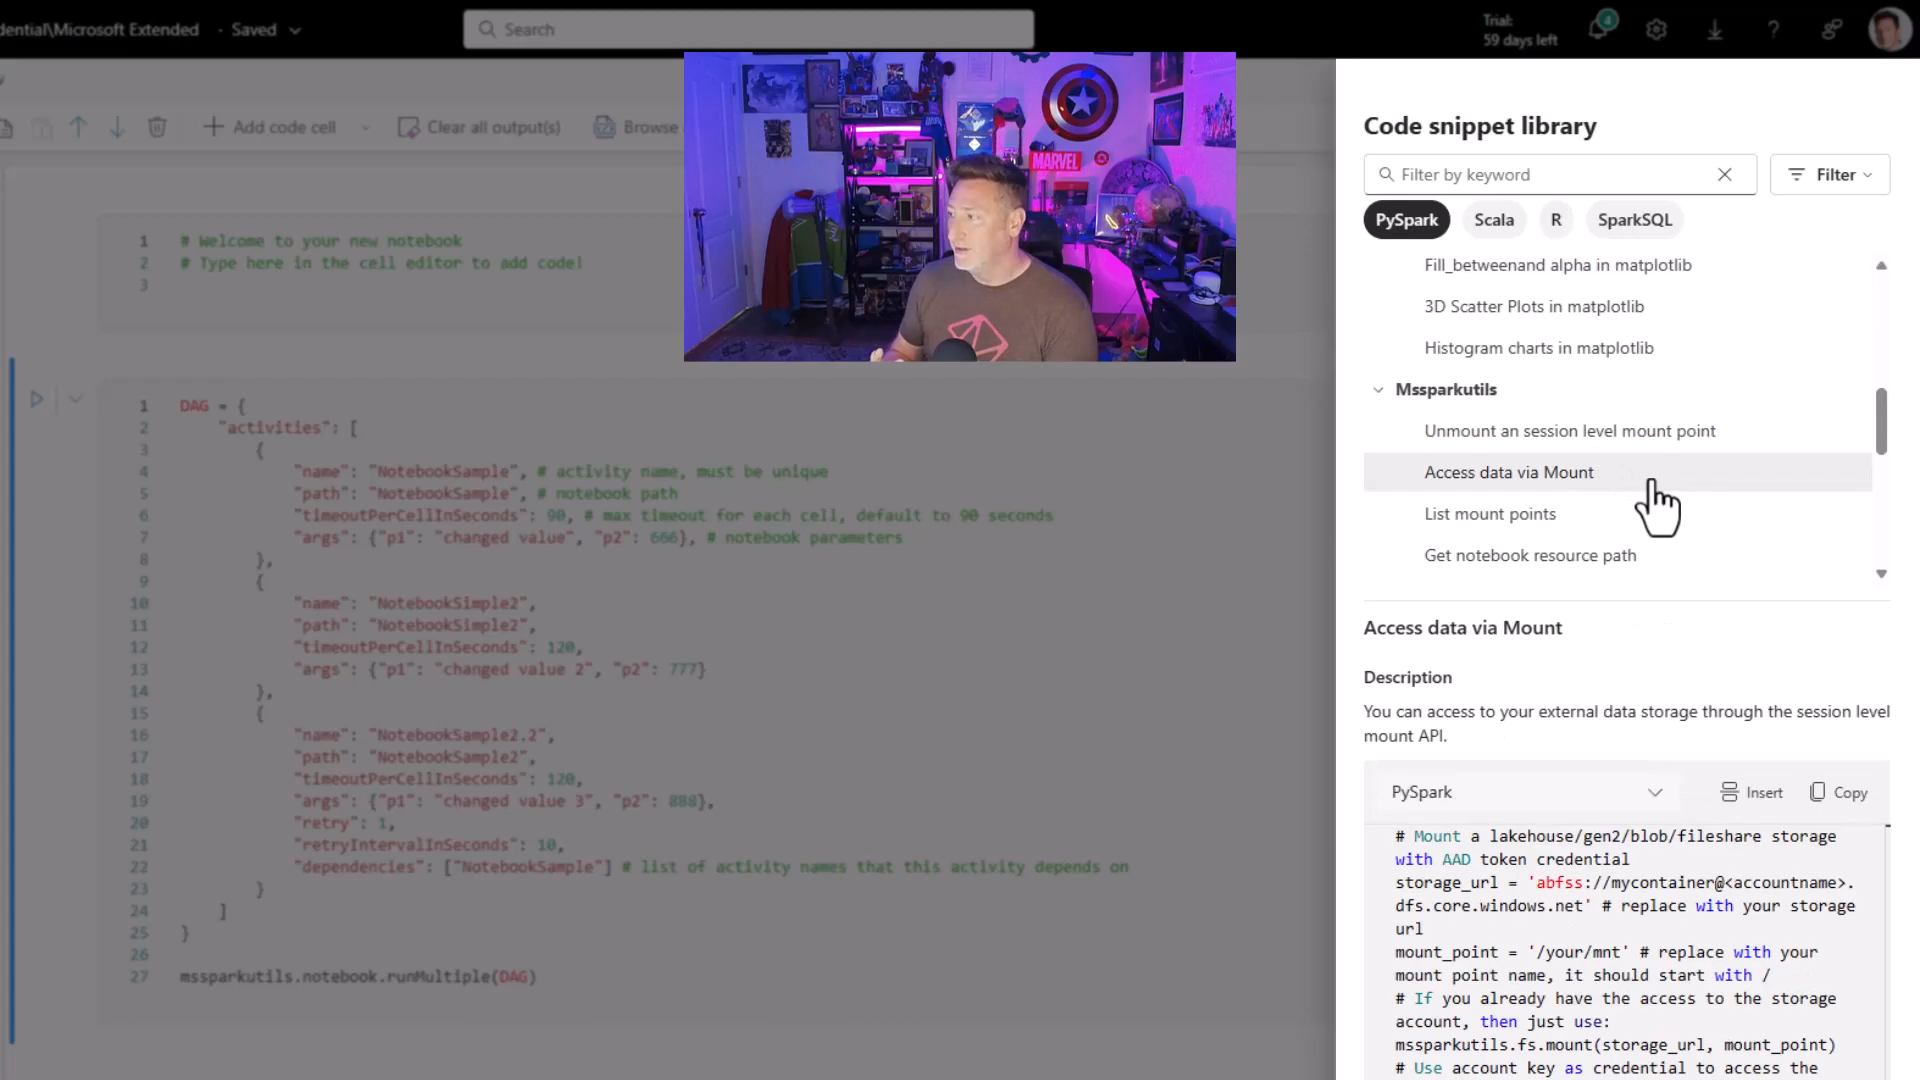 dential\Microsoft Extended · Saved
Search
Trial:
59 days left
4
Add code cell
Clear all output(s)
Browse
1 # Welcome to your new notebook
2 # Type here in the cell editor to add code!
3
1 DAG = {
2 "activities": [
3 {
4 "name": "NotebookSample", # activity name, must be unique
5 "path": "NotebookSample", # notebook path
6 "timeoutPerCellInSeconds": 90, # max timeout for each cell, default to 90 seconds
7 "args": {"p1": "changed value", "p2": 666}, # notebook parameters
8 },
9 {
10 "name": "NotebookSimple2",
11 "path": "NotebookSimple2",
12 "timeoutPerCellInSeconds": 120,
13 "args": {"p1": "changed value 2", "p2": 777}
14 },
15 {
16 "name": "NotebookSample2.2",
17 "path": "NotebookSample2",
18 "timeoutPerCellInSeconds": 120,
19 "args": {"p1": "changed value 3", "p2": 888},
20 "retry": 1,
21 "retryIntervalInSeconds": 10,
22 "dependencies": ["NotebookSample"] # list of activity names that this activity depends on
23 }
24 ]
25 }
26
27 mssparkutils.notebook.runMultiple(DAG)
MARVEL
Code snippet library
Filter by keyword
Filter
PySpark Scala R SparkSQL
Fill_betweenand alpha in matplotlib
3D Scatter Plots in matplotlib
Histogram charts in matplotlib
Mssparkutils
Unmount an session level mount point
Access data via Mount
List mount points
Get notebook resource path
Access data via Mount
Description
You can access to your external data storage through the session level
mount API.
PySpark
Insert
Copy
# Mount a lakehouse/gen2/blob/fileshare storage
with AAD token credential
storage_url = 'abfss://mycontainer@<accountname>.
dfs.core.windows.net' # replace with your storage
url
mount_point = '/your/mnt' # replace with your
mount point name, it should start with /
# If you already have the access to the storage
account, then just use:
mssparkutils.fs.mount(storage_url, mount_point)
# Use account key as credential to access the